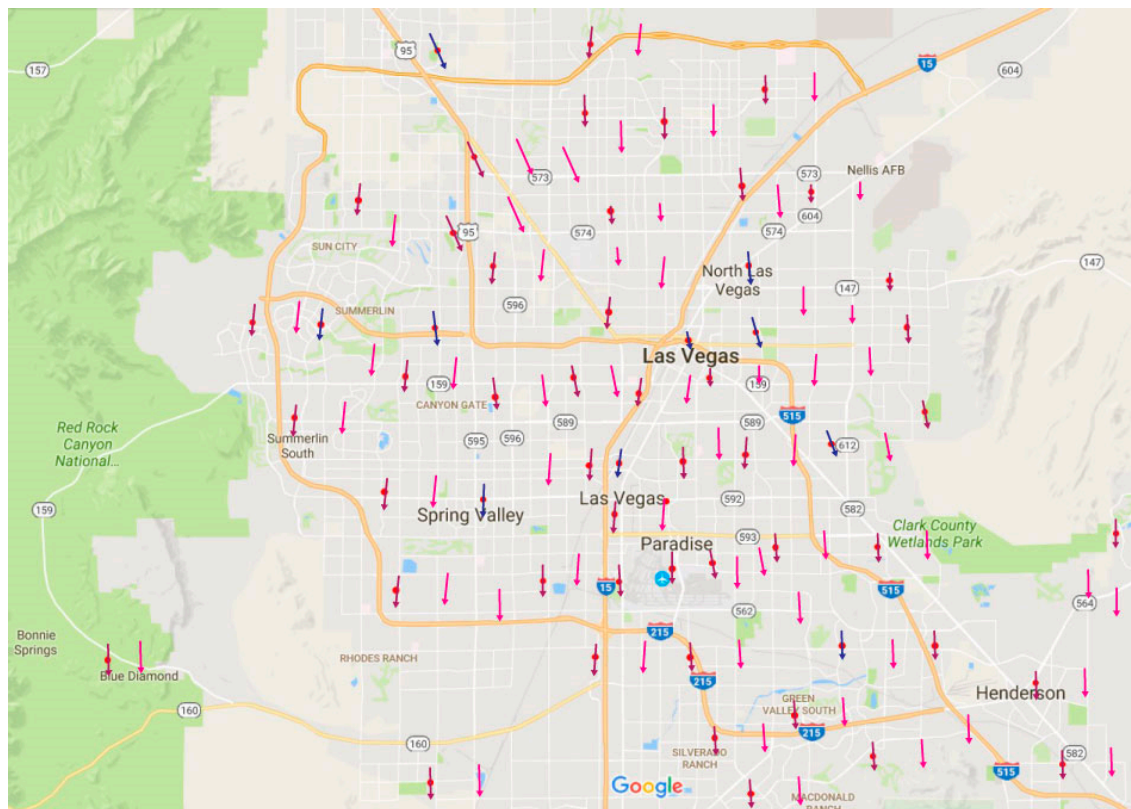 95
15
157
604
Nellis AFB
573
573
604
95
574
574
SUN CITY
North Las
Vegas
147
147
596
SUMMERLIN
Las Vegas
159
159
CANYON GATE
515
Red Rock
Canyon
National...
Summerlin
South
595
596
589
589
612
159
Spring Valley
Las Vegas
592
582
Clark County
Wetlands Park
Paradise
593
15
515
564
562
Bonnie
Springs
215
RHODES RANCH
Blue Diamond
215
Henderson
160
GREEN
VALLEY SOUTH
215
160
SILVERADO
RANCH
582
515
Google
MACDONALD
RANCH